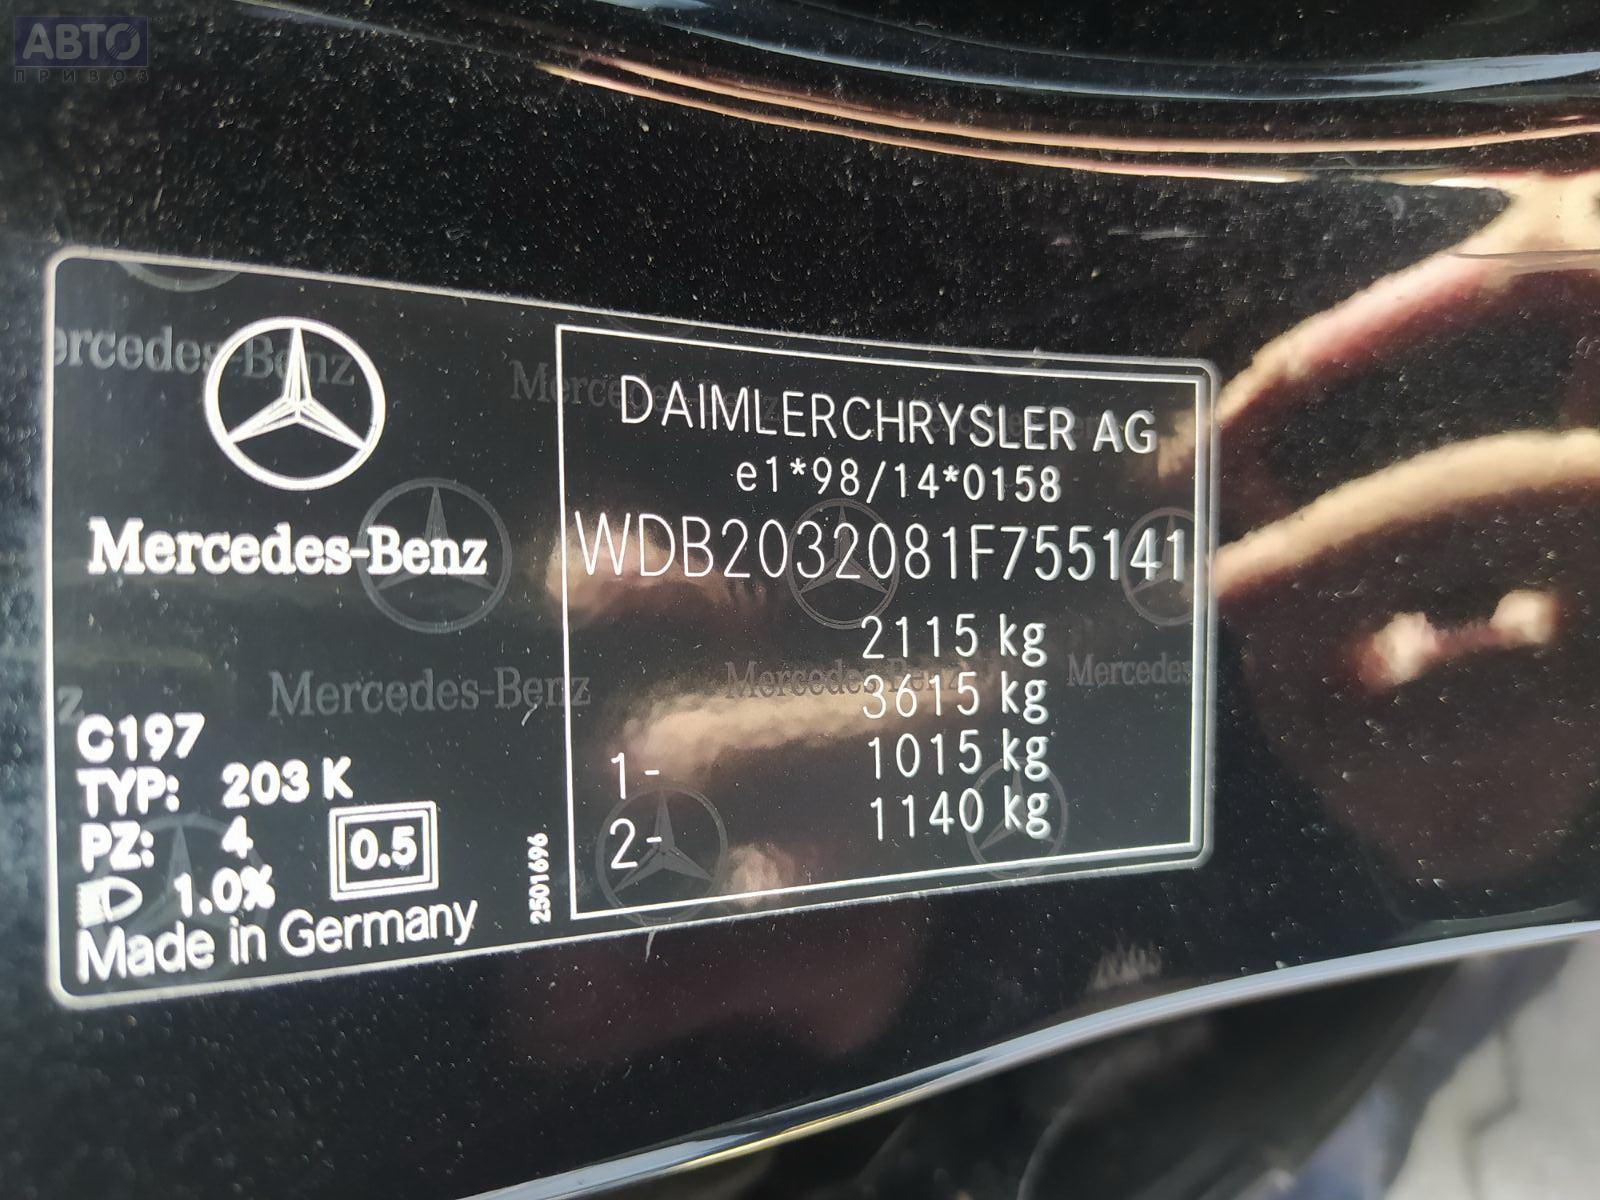 АВТО
ПРИВОЗ
Mercedes-Benz
C197
TYP: 203 K
PZ: 4
0.5
1.0%
Made in Germany
2501696
DAIMLERCHRYSLER AG
e1*98/14*0158
WDB2032081F755141
2115 kg
3615 kg
1- 1015 kg
2- 1140 kg